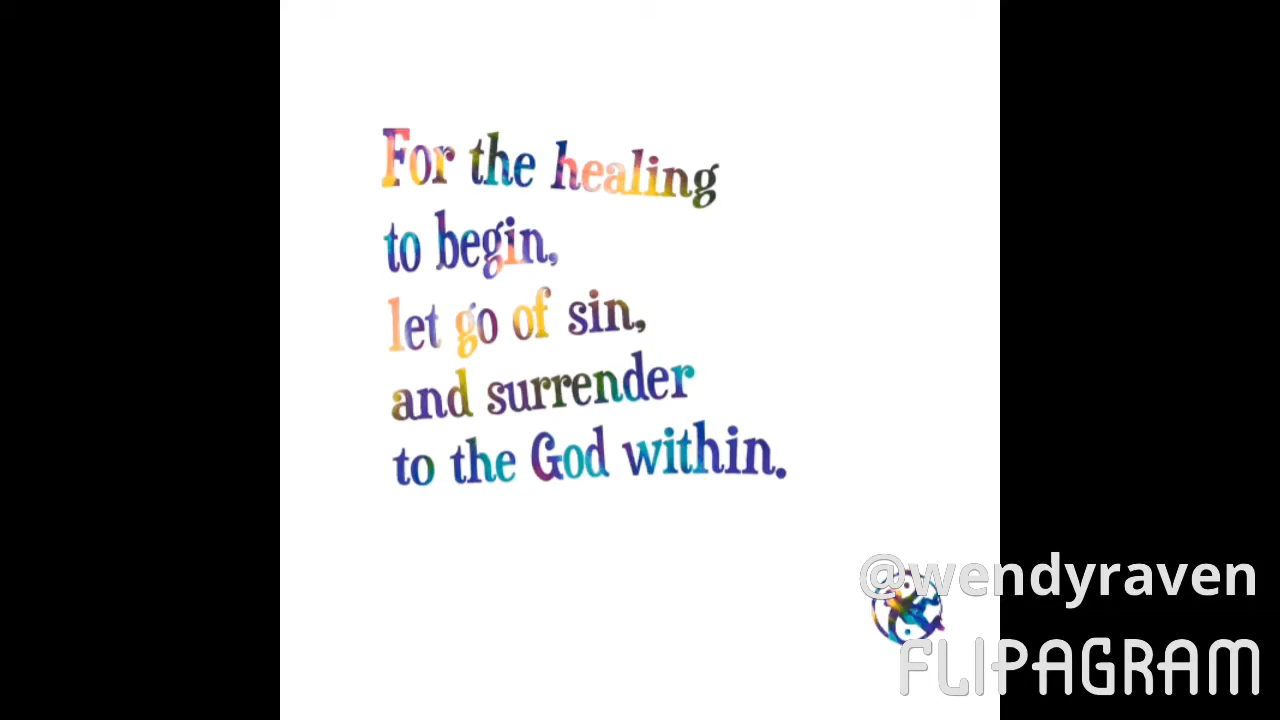 For the healing
to begin,
let go of sin,
and surrender
to the God within.
@wendyraven
FLIPAGRAM